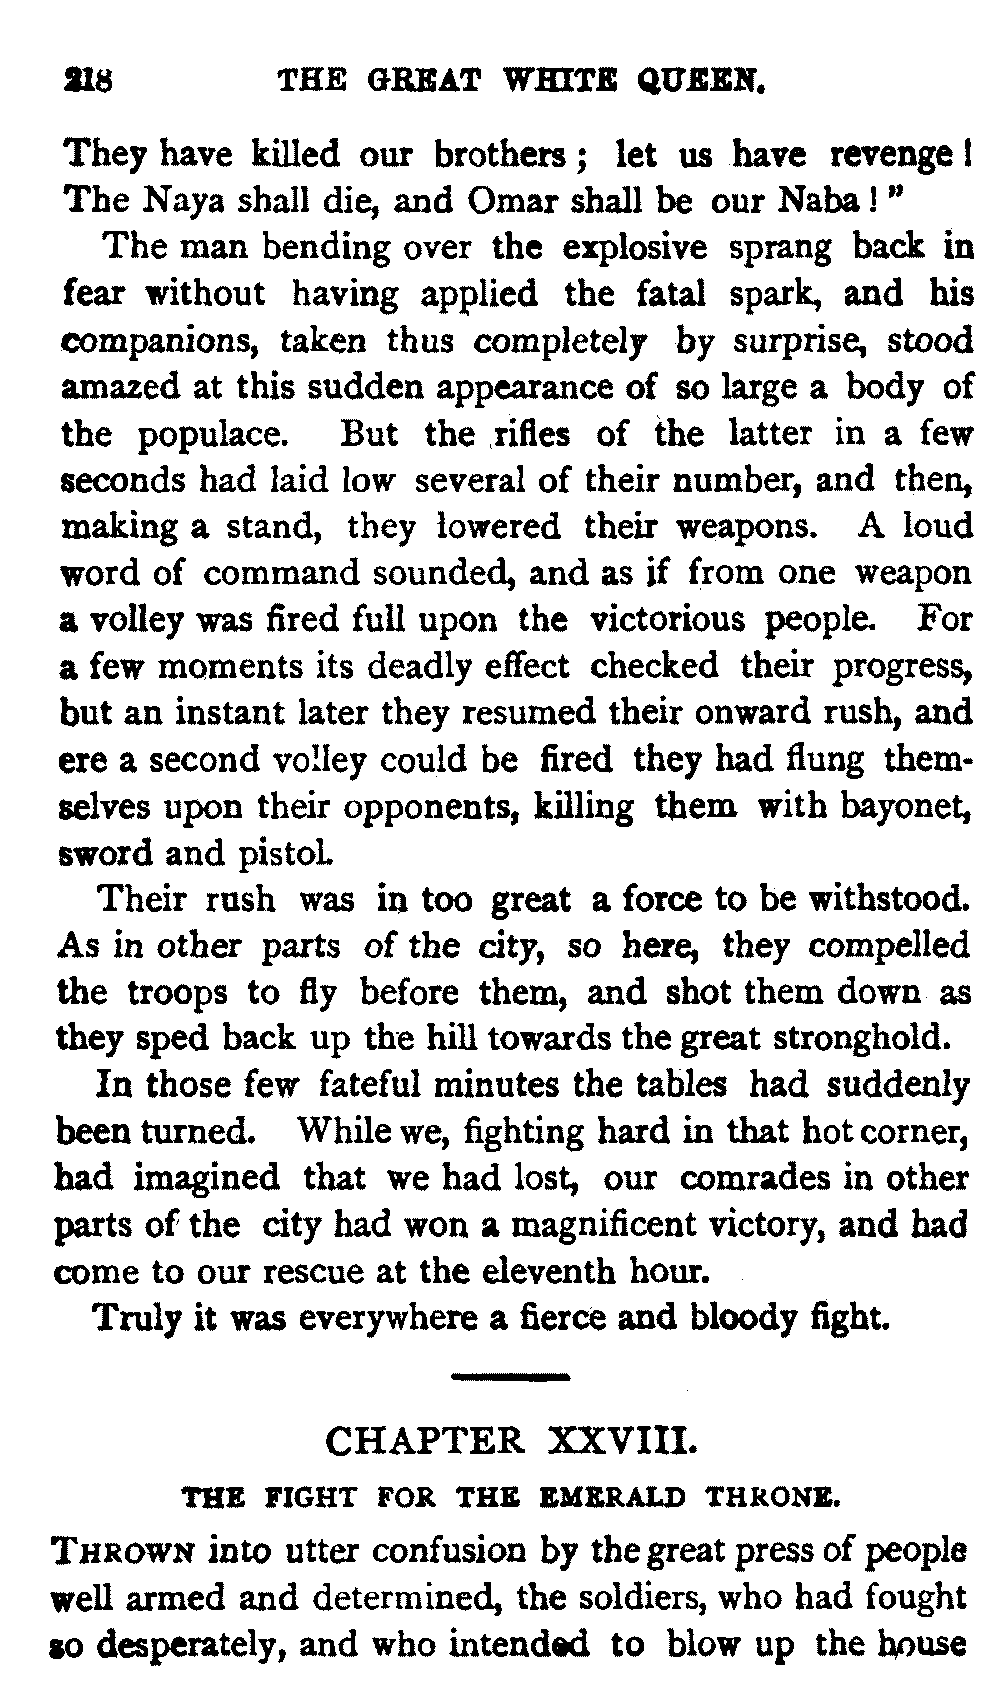 218 THE GREAT WHITE QUEEN.
They have killed our brothers ; let us have revenge !
The Naya shall die, and Omar shall be our Naba ! "
The man bending over the explosive sprang back in
fear without having applied the fatal spark, and his
companions, taken thus completely by surprise, stood
amazed at this sudden appearance of so large a body of
the populace. But the rifles of the latter in a few
seconds had laid low several of their number, and then,
making a stand, they lowered their weapons. A loud
word of command sounded, and as if from one weapon
a volley was fired full upon the victorious people. For
a few moments its deadly effect checked their progress,
but an instant later they resumed their onward rush, and
ere a second volley could be fired they had flung them-
selves upon their opponents, killing them with bayonet,
sword and pistol.
Their rush was in too great a force to be withstood.
As in other parts of the city, so here, they compelled
the troops to fly before them, and shot them down as
they sped back up the hill towards the great stronghold.
In those few fateful minutes the tables had suddenly
been turned. While we, fighting hard in that hot corner,
had imagined that we had lost, our comrades in other
parts of the city had won a magnificent victory, and had
come to our rescue at the eleventh hour.
Truly it was everywhere a fierce and bloody fight.
CHAPTER XXVIII.
THE FIGHT FOR THE EMERALD THRONE.
THROWN into utter confusion by the great press of people
well armed and determined, the soldiers, who had fought
so desperately, and who intended to blow up the house